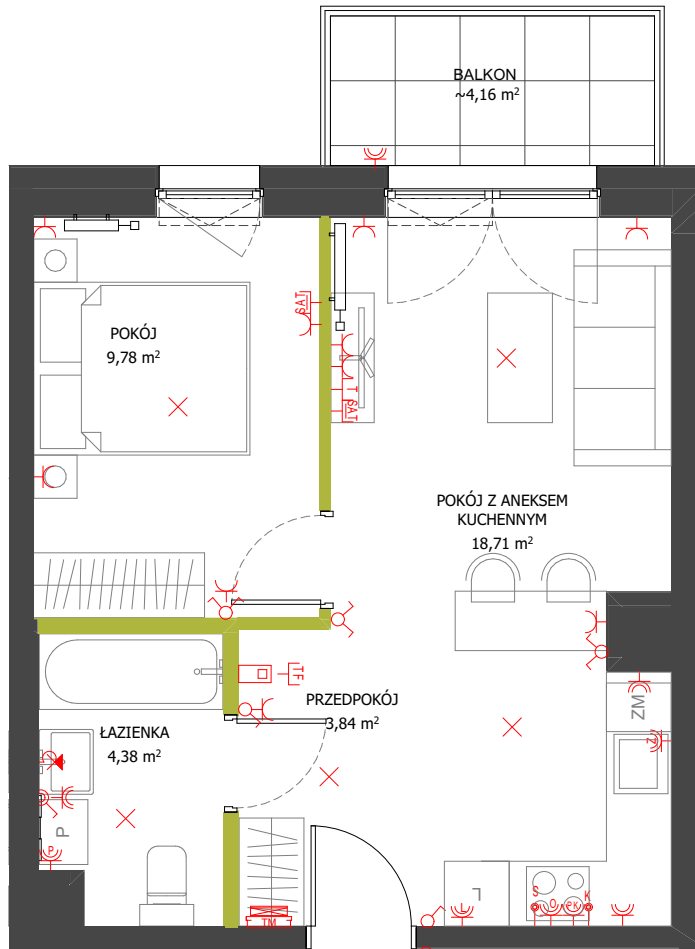 BALKON
~4,16 m²
POKÓJ
9,78 m²
SAT
T SAT
POKÓJ Z ANEKSEM
KUCHENNYM
18,71 m²
TF
PRZEDPOKÓJ
3,84 m²
ZM
Z
ŁAZIENKA
4,38 m²
P
P
TM
L
L
S
O
PK
K